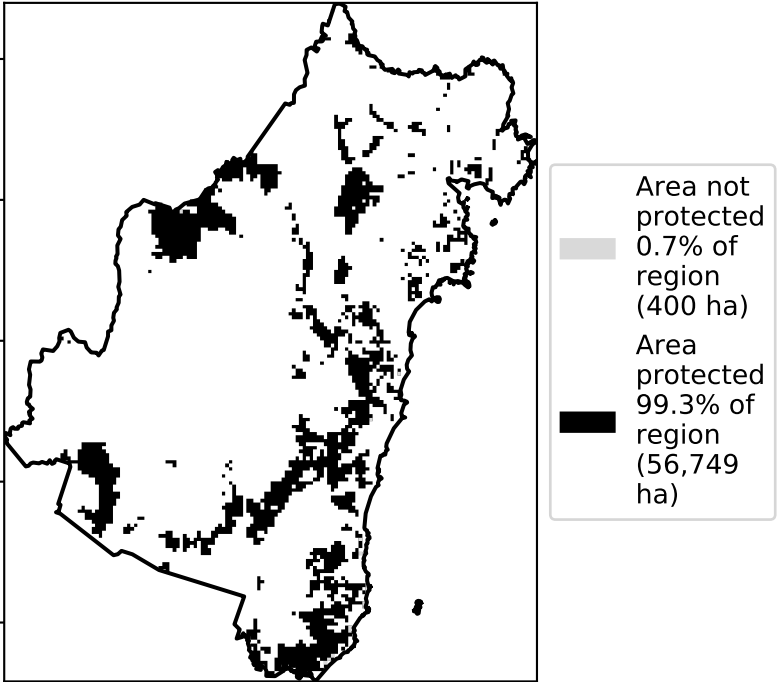 Area not
protected
0.7% of
region
(400 ha)
Area
protected
99.3% of
region
(56,749
ha)